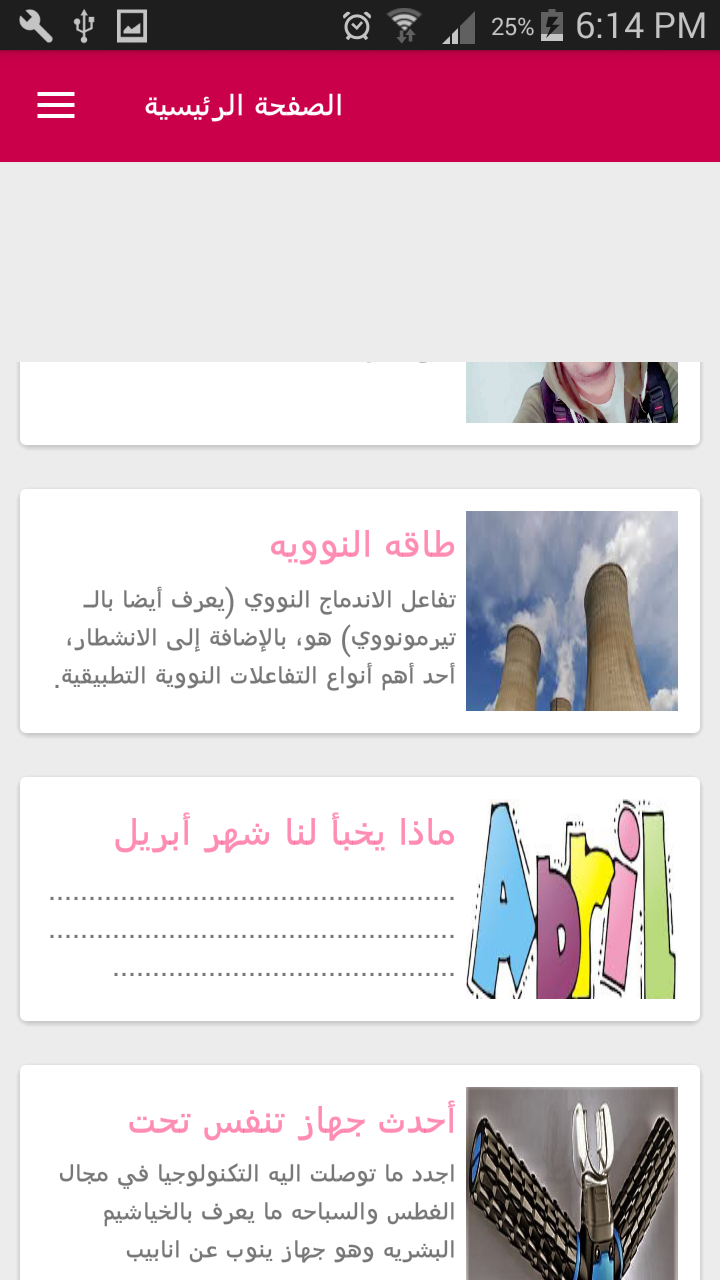 25% 6:14 PM
الصفحة الرئيسية
طاقه النوويه
تفاعل الاندماج النووي (يعرف أيضا بالـ
تيرمونووي) هو، بالإضافة إلى الانشطار،
أحد أهم أنواع التفاعلات النووية التطبيقية.
ماذا يخبأ لنا شهر أبريل
...................................................
...................................................
...........................................
APRIL
أحدث جهاز تنفس تحت
اجدد ما توصلت اليه التكنولوجيا في مجال
الغطس والسباحه ما يعرف بالخياشيم
البشريه وهو جهاز ينوب عن انابيب